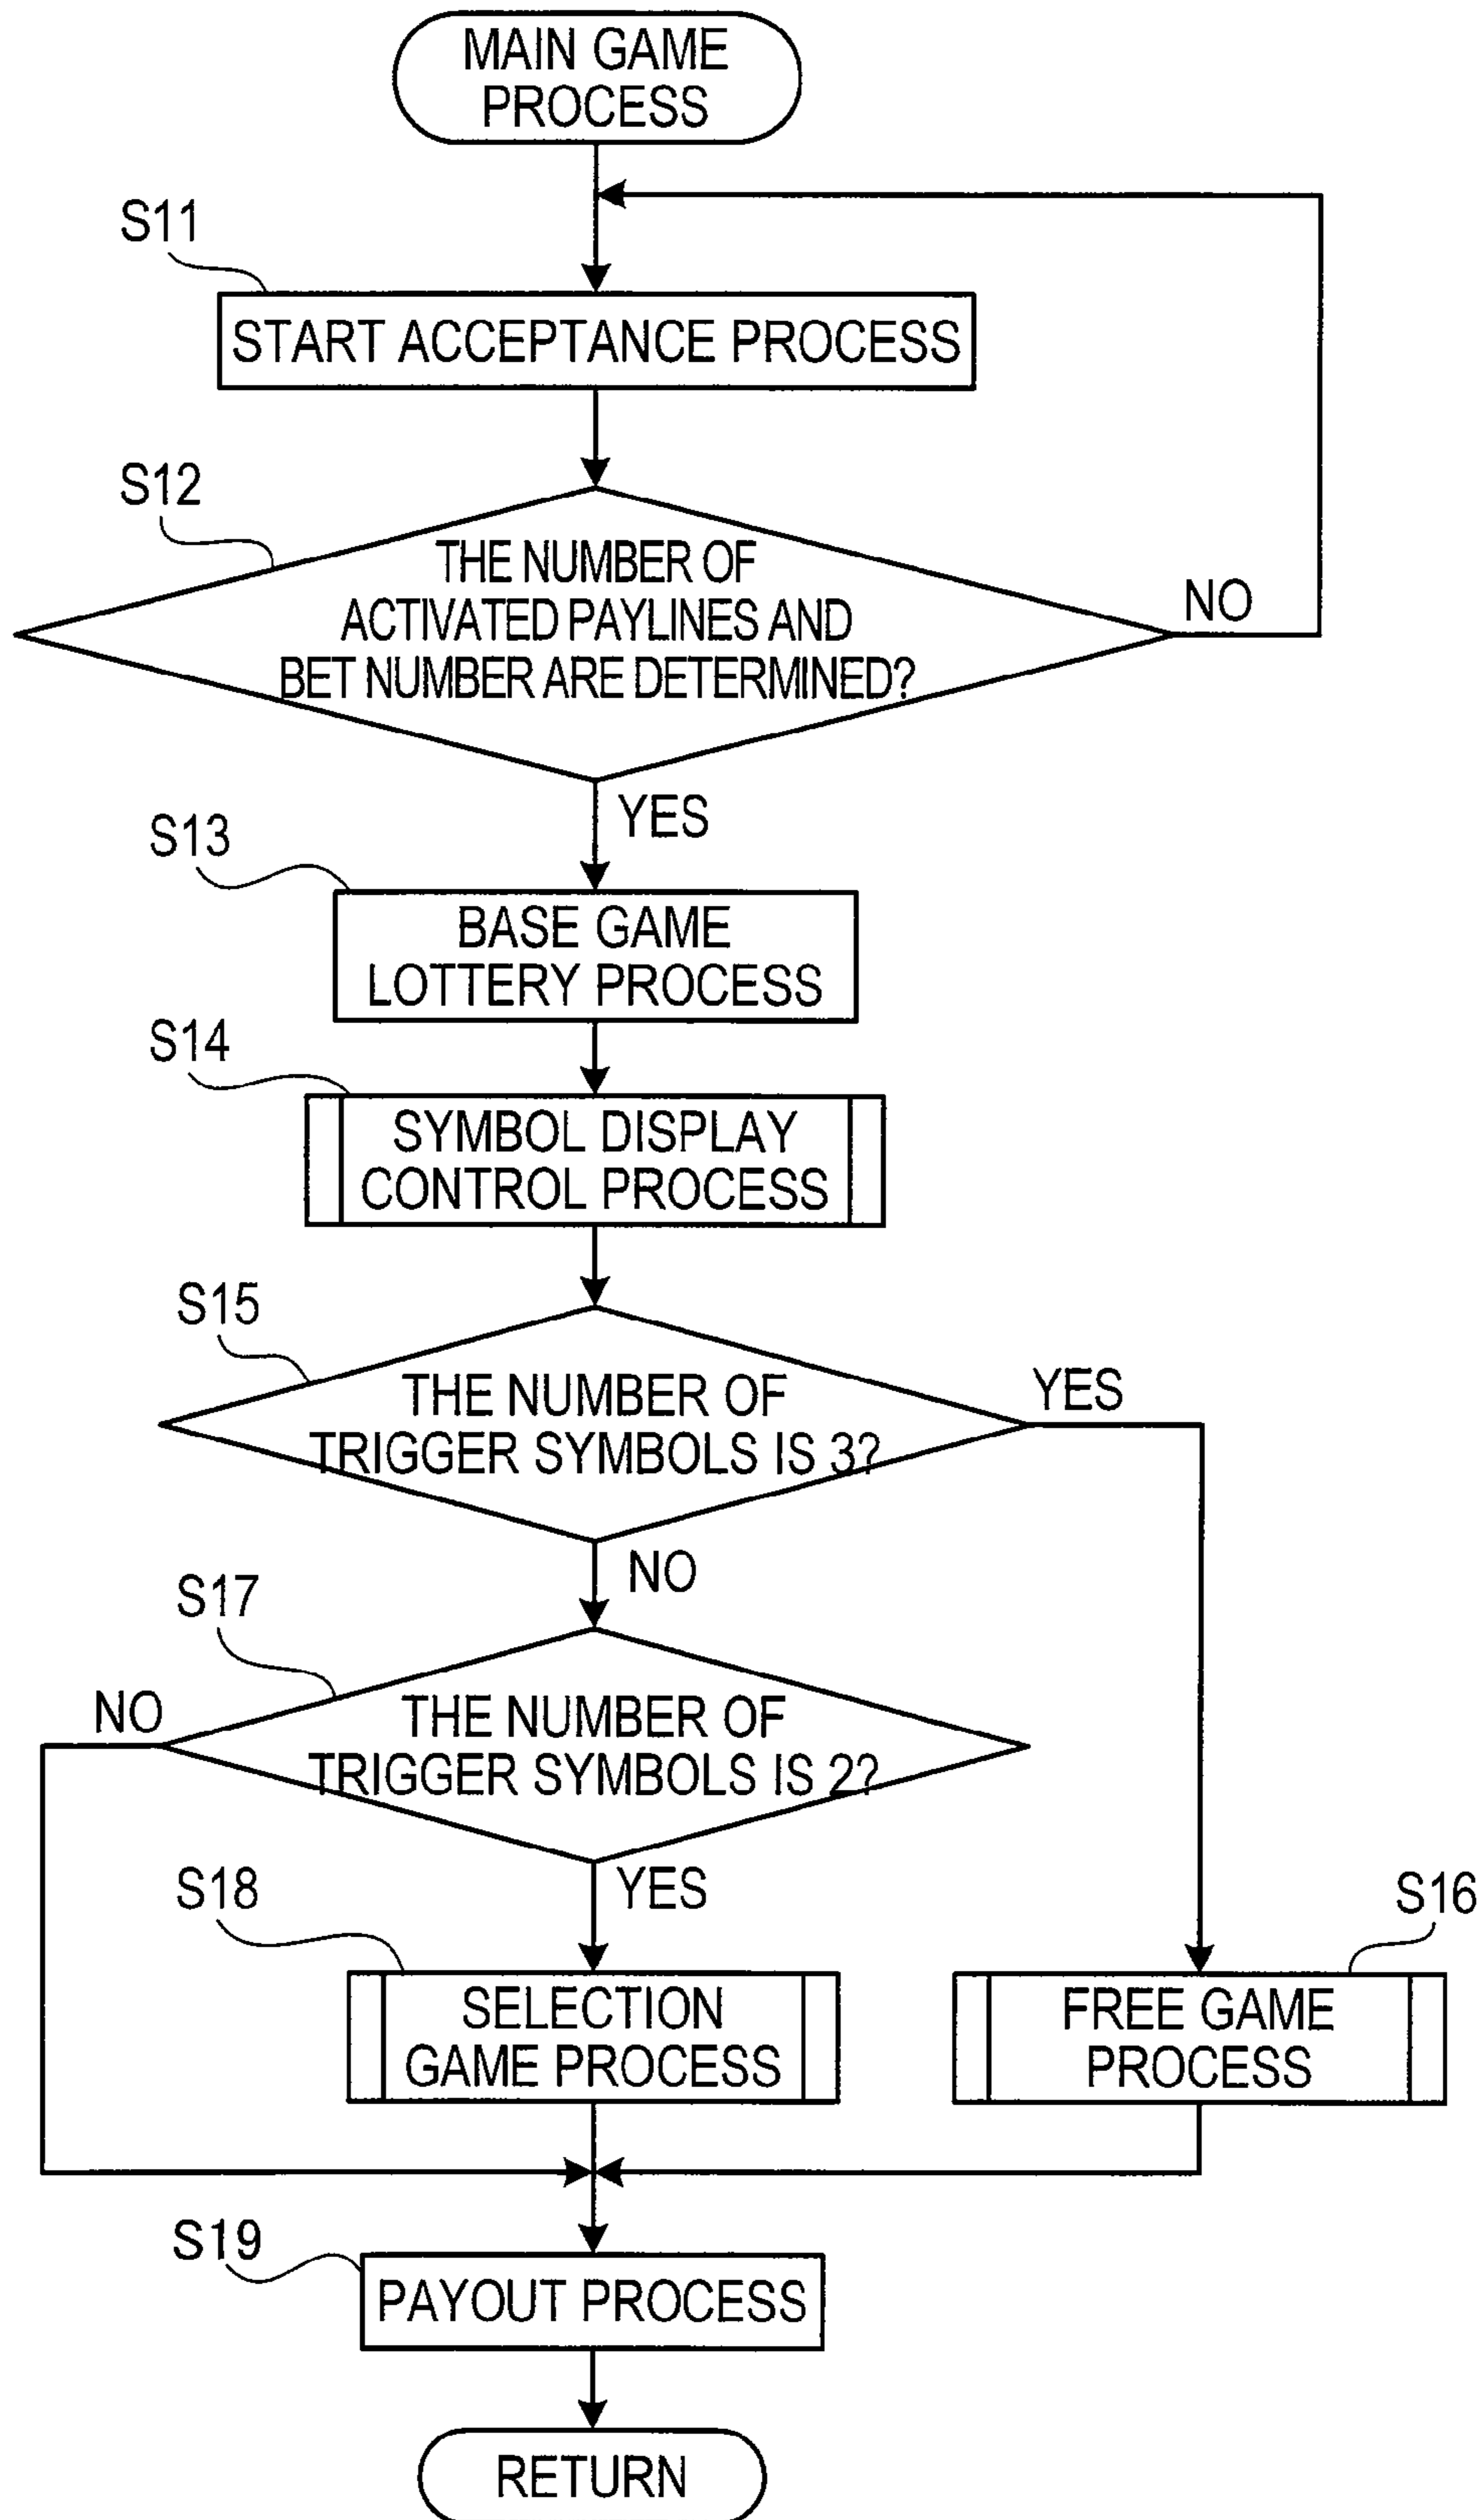 MAIN GAME
PROCESS
S11
START ACCEPTANCE PROCESS
S12
THE NUMBER OF
ACTIVATED PAYLINES AND
BET NUMBER ARE DETERMINED?
NO
YES
S13
BASE GAME
LOTTERY PROCESS
S14
SYMBOL DISPLAY
CONTROL PROCESS
S15
THE NUMBER OF
TRIGGER SYMBOLS IS 3?
YES
NO
S17
THE NUMBER OF
TRIGGER SYMBOLS IS 2?
NO
YES
S18
SELECTION
GAME PROCESS
S16
FREE GAME
PROCESS
S19
PAYOUT PROCESS
RETURN